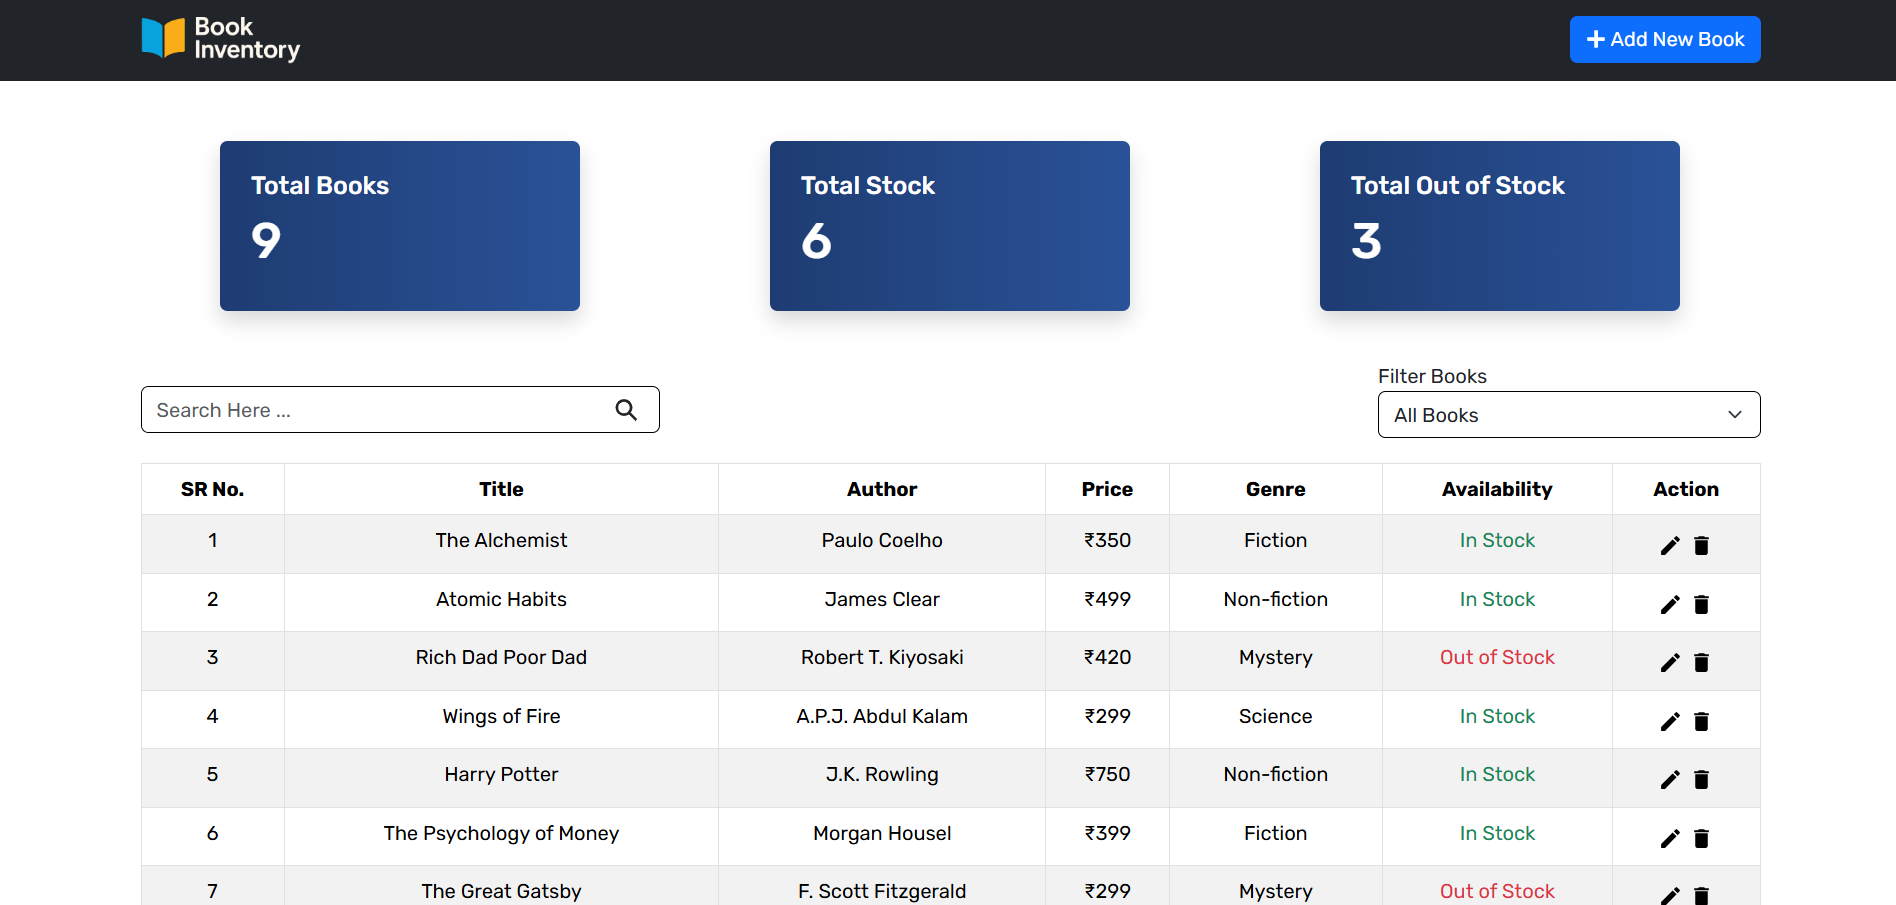 Book
Inventory
Add New Book
Total Books
9
Total Stock
6
Total Out of Stock
3
Filter Books
Search Here ...
All Books
SR No. Title Author Price Genre Availability Action
1 The Alchemist Paulo Coelho ₹350 Fiction In Stock
2 Atomic Habits James Clear ₹499 Non-fiction In Stock
3 Rich Dad Poor Dad Robert T. Kiyosaki ₹420 Mystery Out of Stock
4 Wings of Fire A.P.J. Abdul Kalam ₹299 Science In Stock
5 Harry Potter J.K. Rowling ₹750 Non-fiction In Stock
6 The Psychology of Money Morgan Housel ₹399 Fiction In Stock
7 The Great Gatsby F. Scott Fitzgerald ₹299 Mystery Out of Stock